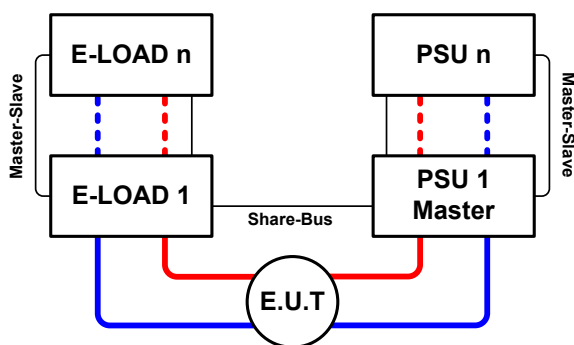 E-LOAD n
PSU n
Master-Slave
Master-Slave
E-LOAD 1
PSU 1
Master
Share-Bus
E.U.T